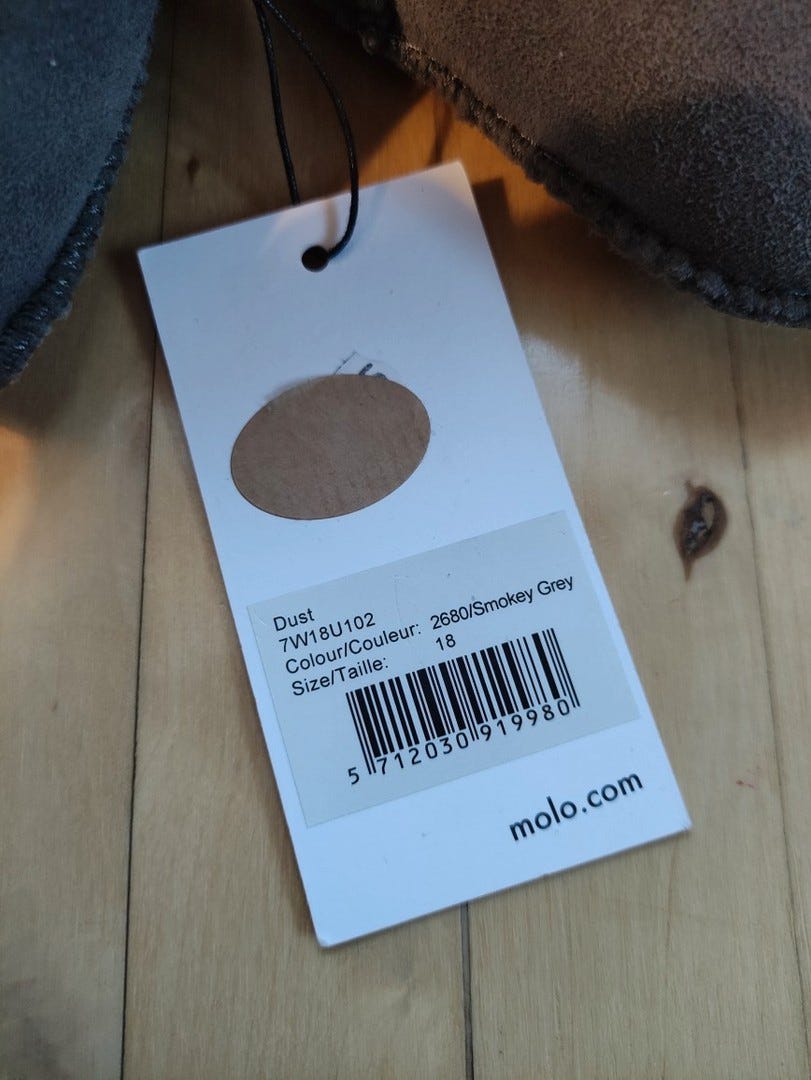 Dust
7W18U102
Colour/Couleur: 2680/Smokey Grey
Size/Taille: 18
5 712030 919980
molo.com